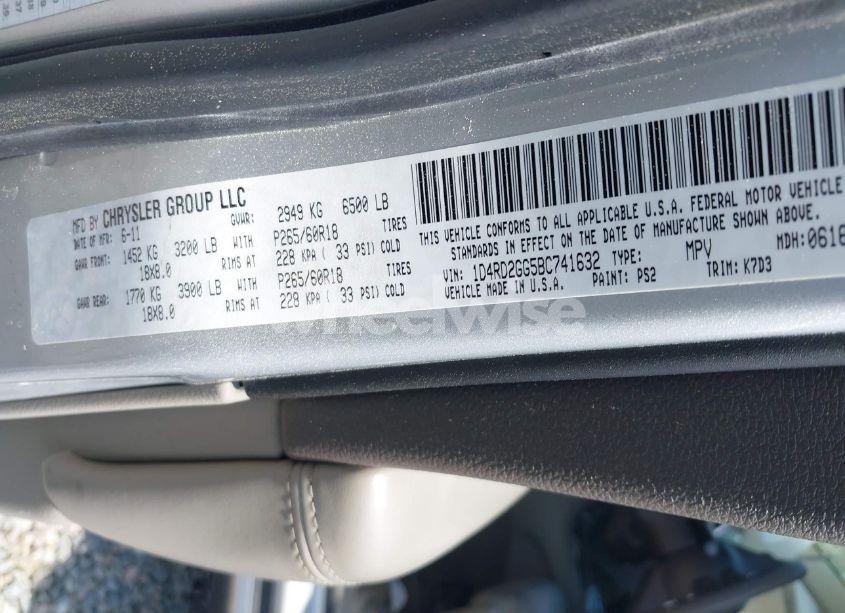 MFD BY CHRYSLER GROUP LLC
DATE OF MFR: 6-11 GVWR: 2949 KG 6500 LB
GAWR FRONT: 1452 KG 3200 LB WITH P265/60R18 TIRES
18X8.0 RIMS AT 228 KPA ( 33 PSI) COLD
GAWR REAR: 1770 KG 3900 LB WITH P265/60R18 TIRES
18X8.0 RIMS AT 228 KPA ( 33 PSI) COLD
THIS VEHICLE CONFORMS TO ALL APPLICABLE U.S.A. FEDERAL MOTOR VEHICLE
STANDARDS IN EFFECT ON THE DATE OF MANUFACTURE SHOWN ABOVE.
VIN: 1D4RD2GG5BC741632 TYPE: MPV MDH: 0616
VEHICLE MADE IN U.S.A. PAINT: PS2 TRIM: K7D3
wheelwise